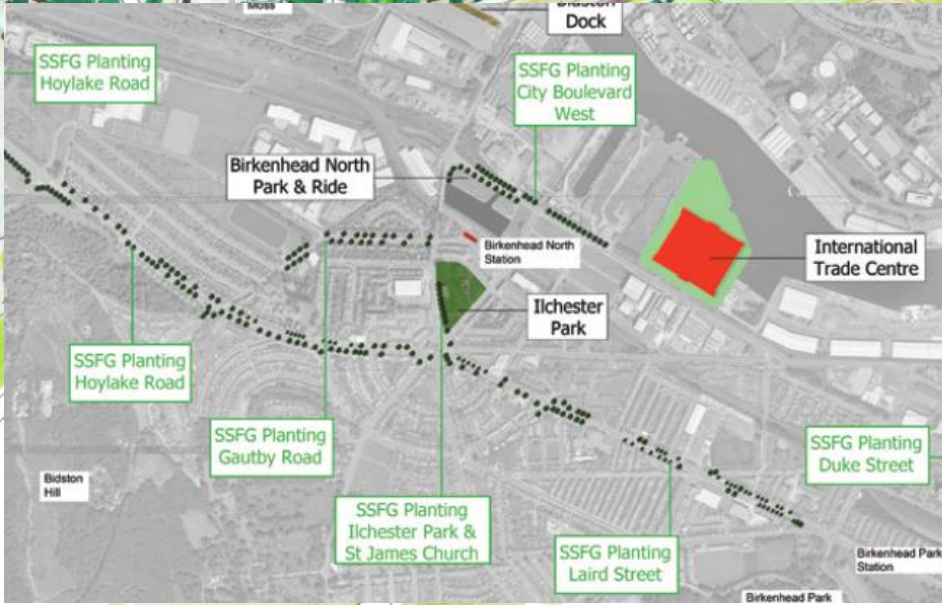 Moss
Dock
SSFG Planting
Hoylake Road
SSFG Planting
City Boulevard
West
Birkenhead North
Park & Ride
Birkenhead North
Station
International
Trade Centre
Ilchester
Park
SSFG Planting
Hoylake Road
SSFG Planting
Gautby Road
SSFG Planting
Duke Street
Bidston
Hill
SSFG Planting
Ilchester Park &
St James Church
SSFG Planting
Laird Street
Birkenhead Park
Station
Birkenhead Park